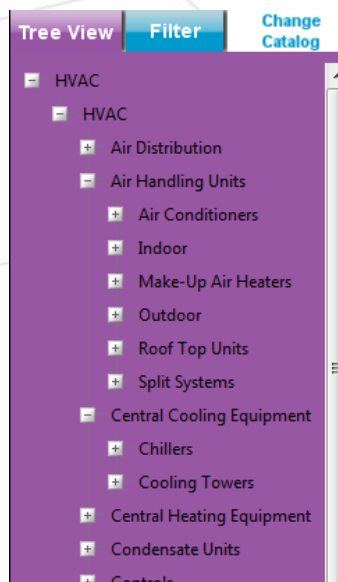 Tree View Filter Change
Catalog
HVAC
HVAC
Air Distribution
Air Handling Units
Air Conditioners
Indoor
Make-Up Air Heaters
Outdoor
Roof Top Units
Split Systems
Central Cooling Equipment
Chillers
Cooling Towers
Central Heating Equipment
Condensate Units
Controls